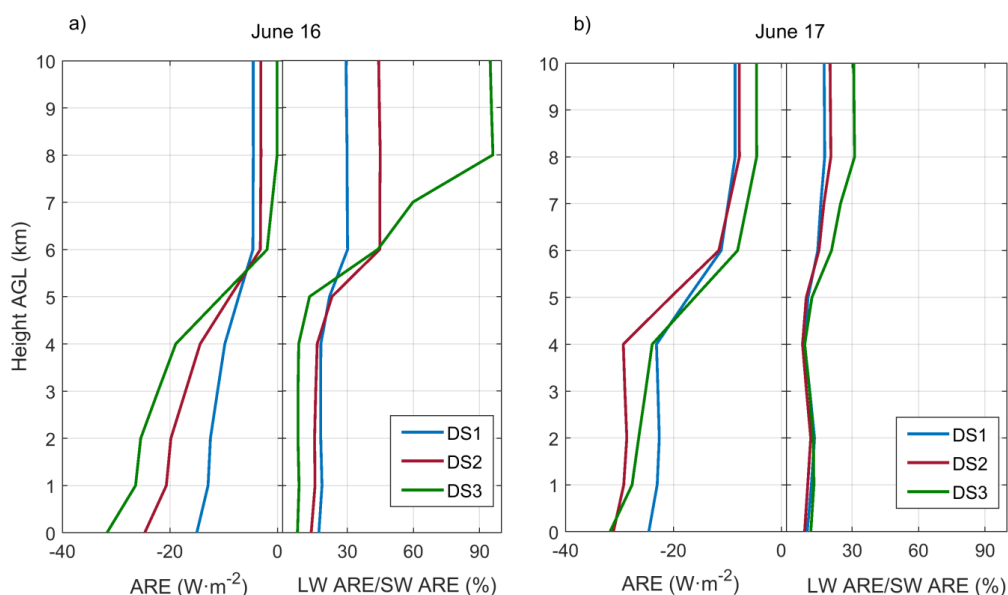 a)
June 16
b)
June 17
Height AGL (km)
10
9
8
7
6
5
4
3
2
1
0
DS1
DS2
DS3
-40
-20
0
30
60
90
ARE (W·m⁻²)
LW ARE/SW ARE (%)
10
9
8
7
6
5
4
3
2
1
0
DS1
DS2
DS3
-40
-20
0
30
60
90
ARE (W·m⁻²)
LW ARE/SW ARE (%)